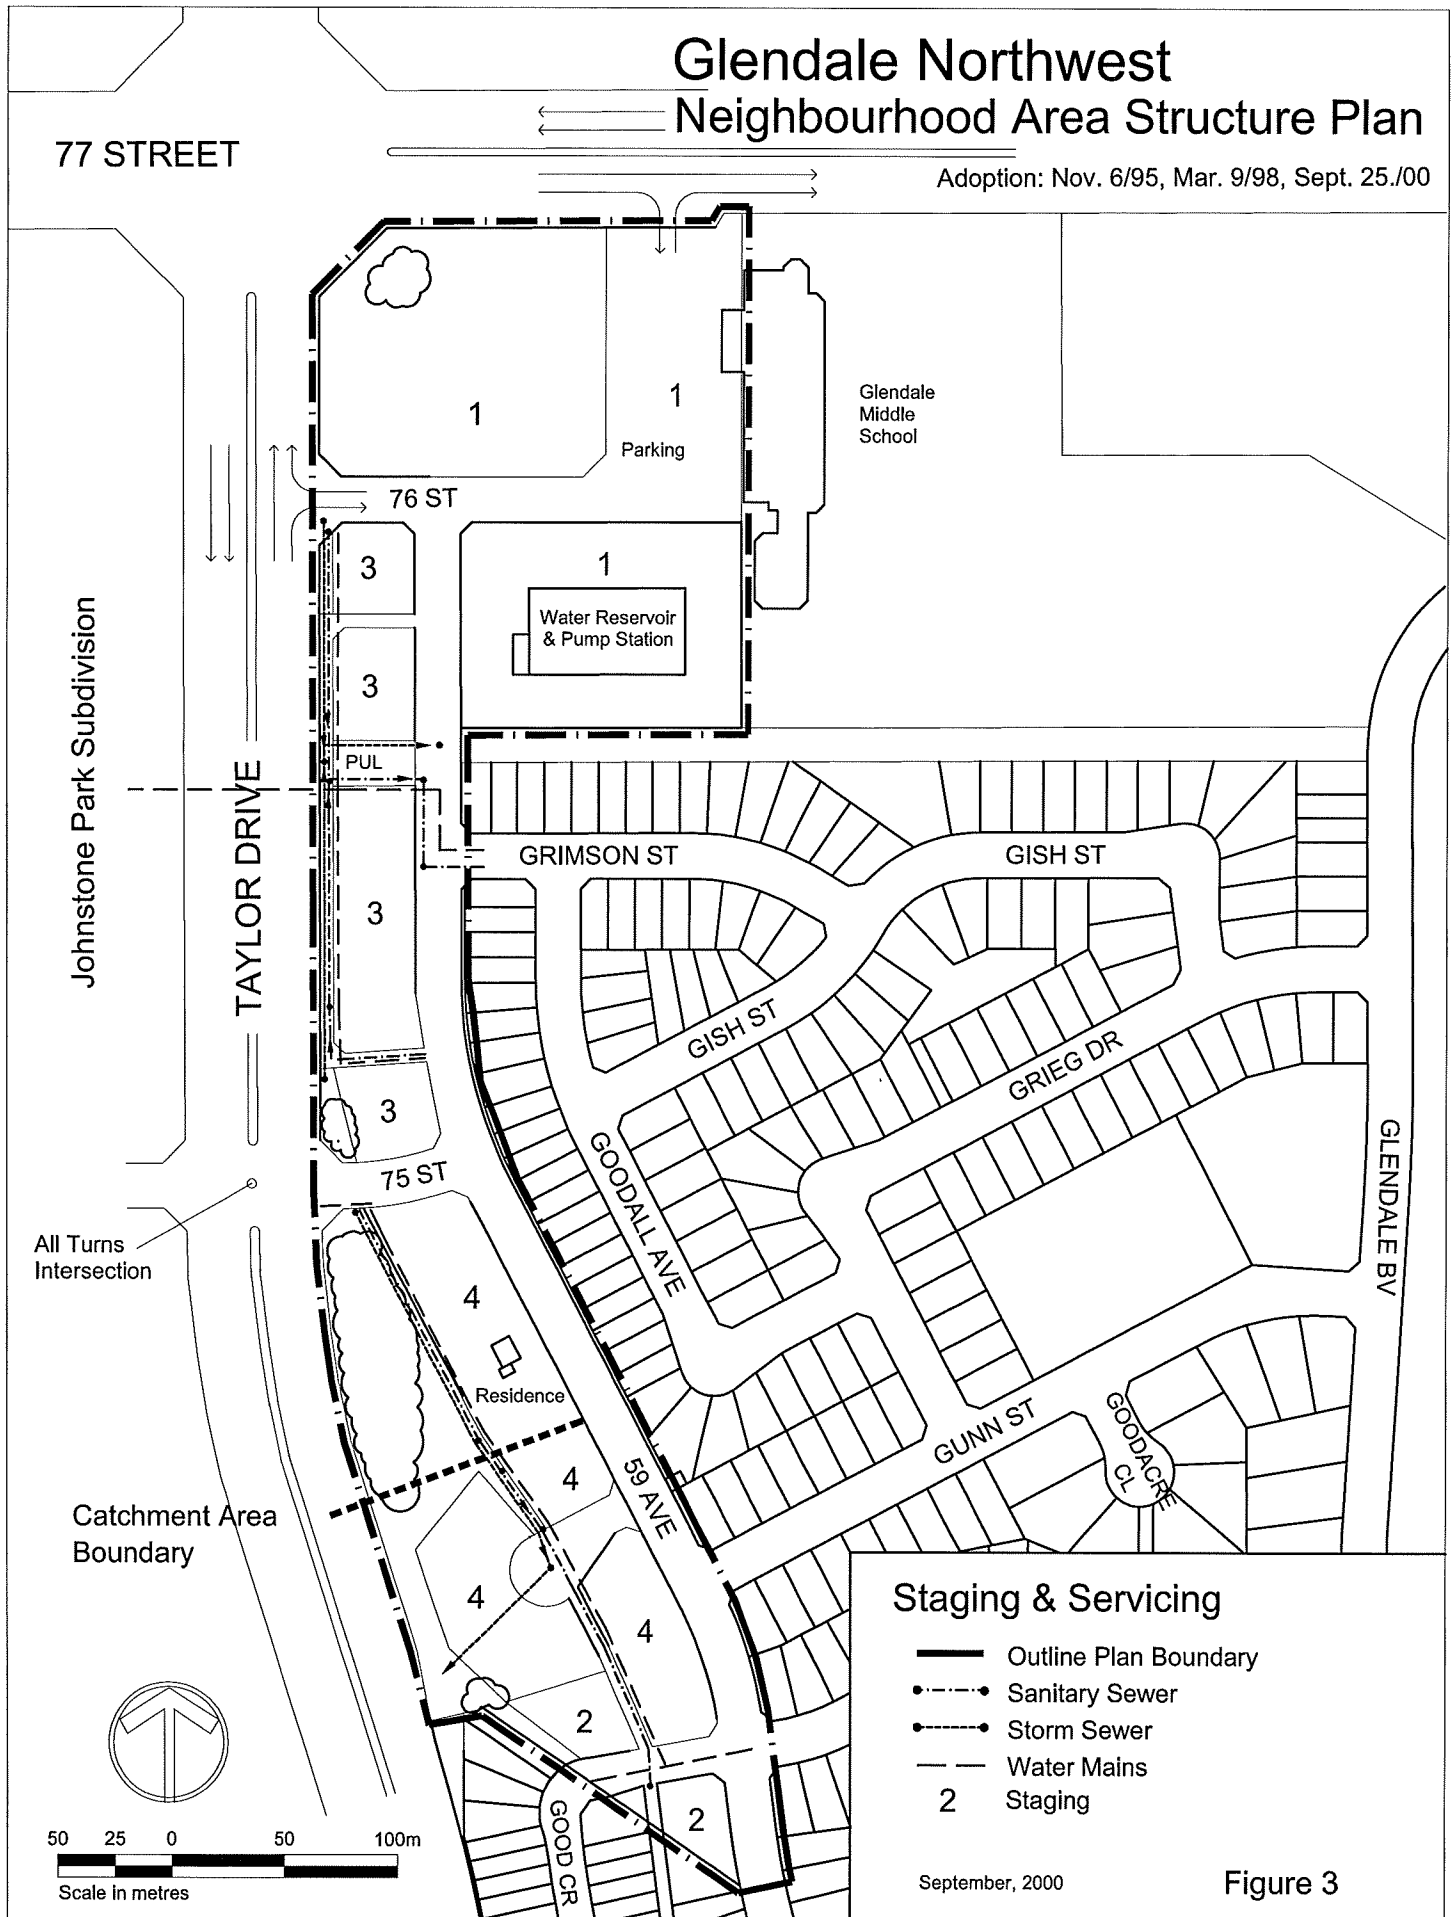 Glendale Northwest
Neighbourhood Area Structure Plan
77 STREET
Adoption: Nov. 6/95, Mar. 9/98, Sept. 25./00
1
1
Parking
Glendale
Middle
School
76 ST
3
1
Water Reservoir
& Pump Station
3
PUL
Johnstone Park Subdivision
TAYLOR DRIVE
GRIMSON ST
GISH ST
3
GISH ST
GRIEG DR
3
75 ST
GOODALL AVE
GLENDALE BV
All Turns
Intersection
4
Residence
GUNN ST
GOODACRE
CL
59 AVE
4
Catchment Area
Boundary
4
4
2
2
GOOD CR
Staging & Servicing
Outline Plan Boundary
Sanitary Sewer
Storm Sewer
Water Mains
2 Staging
50 25 0 50 100m
Scale in metres
September, 2000
Figure 3